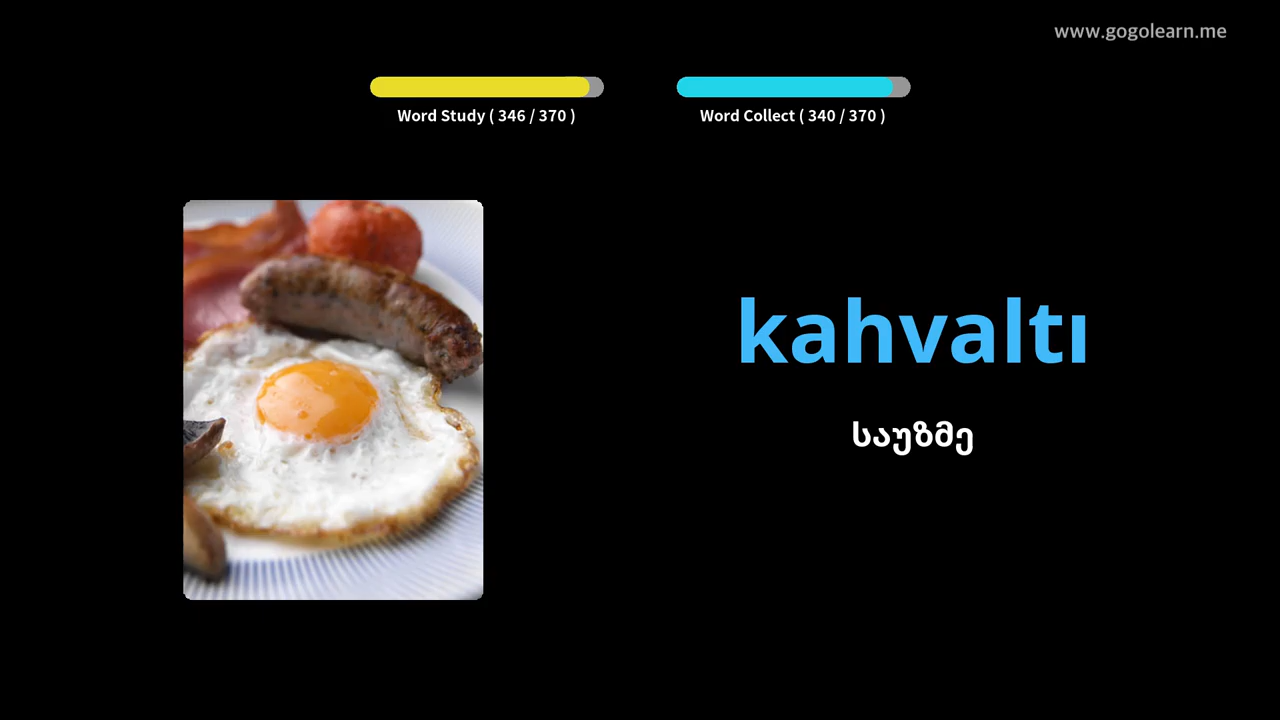 www.gogolearn.me
Word Study ( 346 / 370 )
Word Collect ( 340 / 370 )
kahvaltı
საუზმე